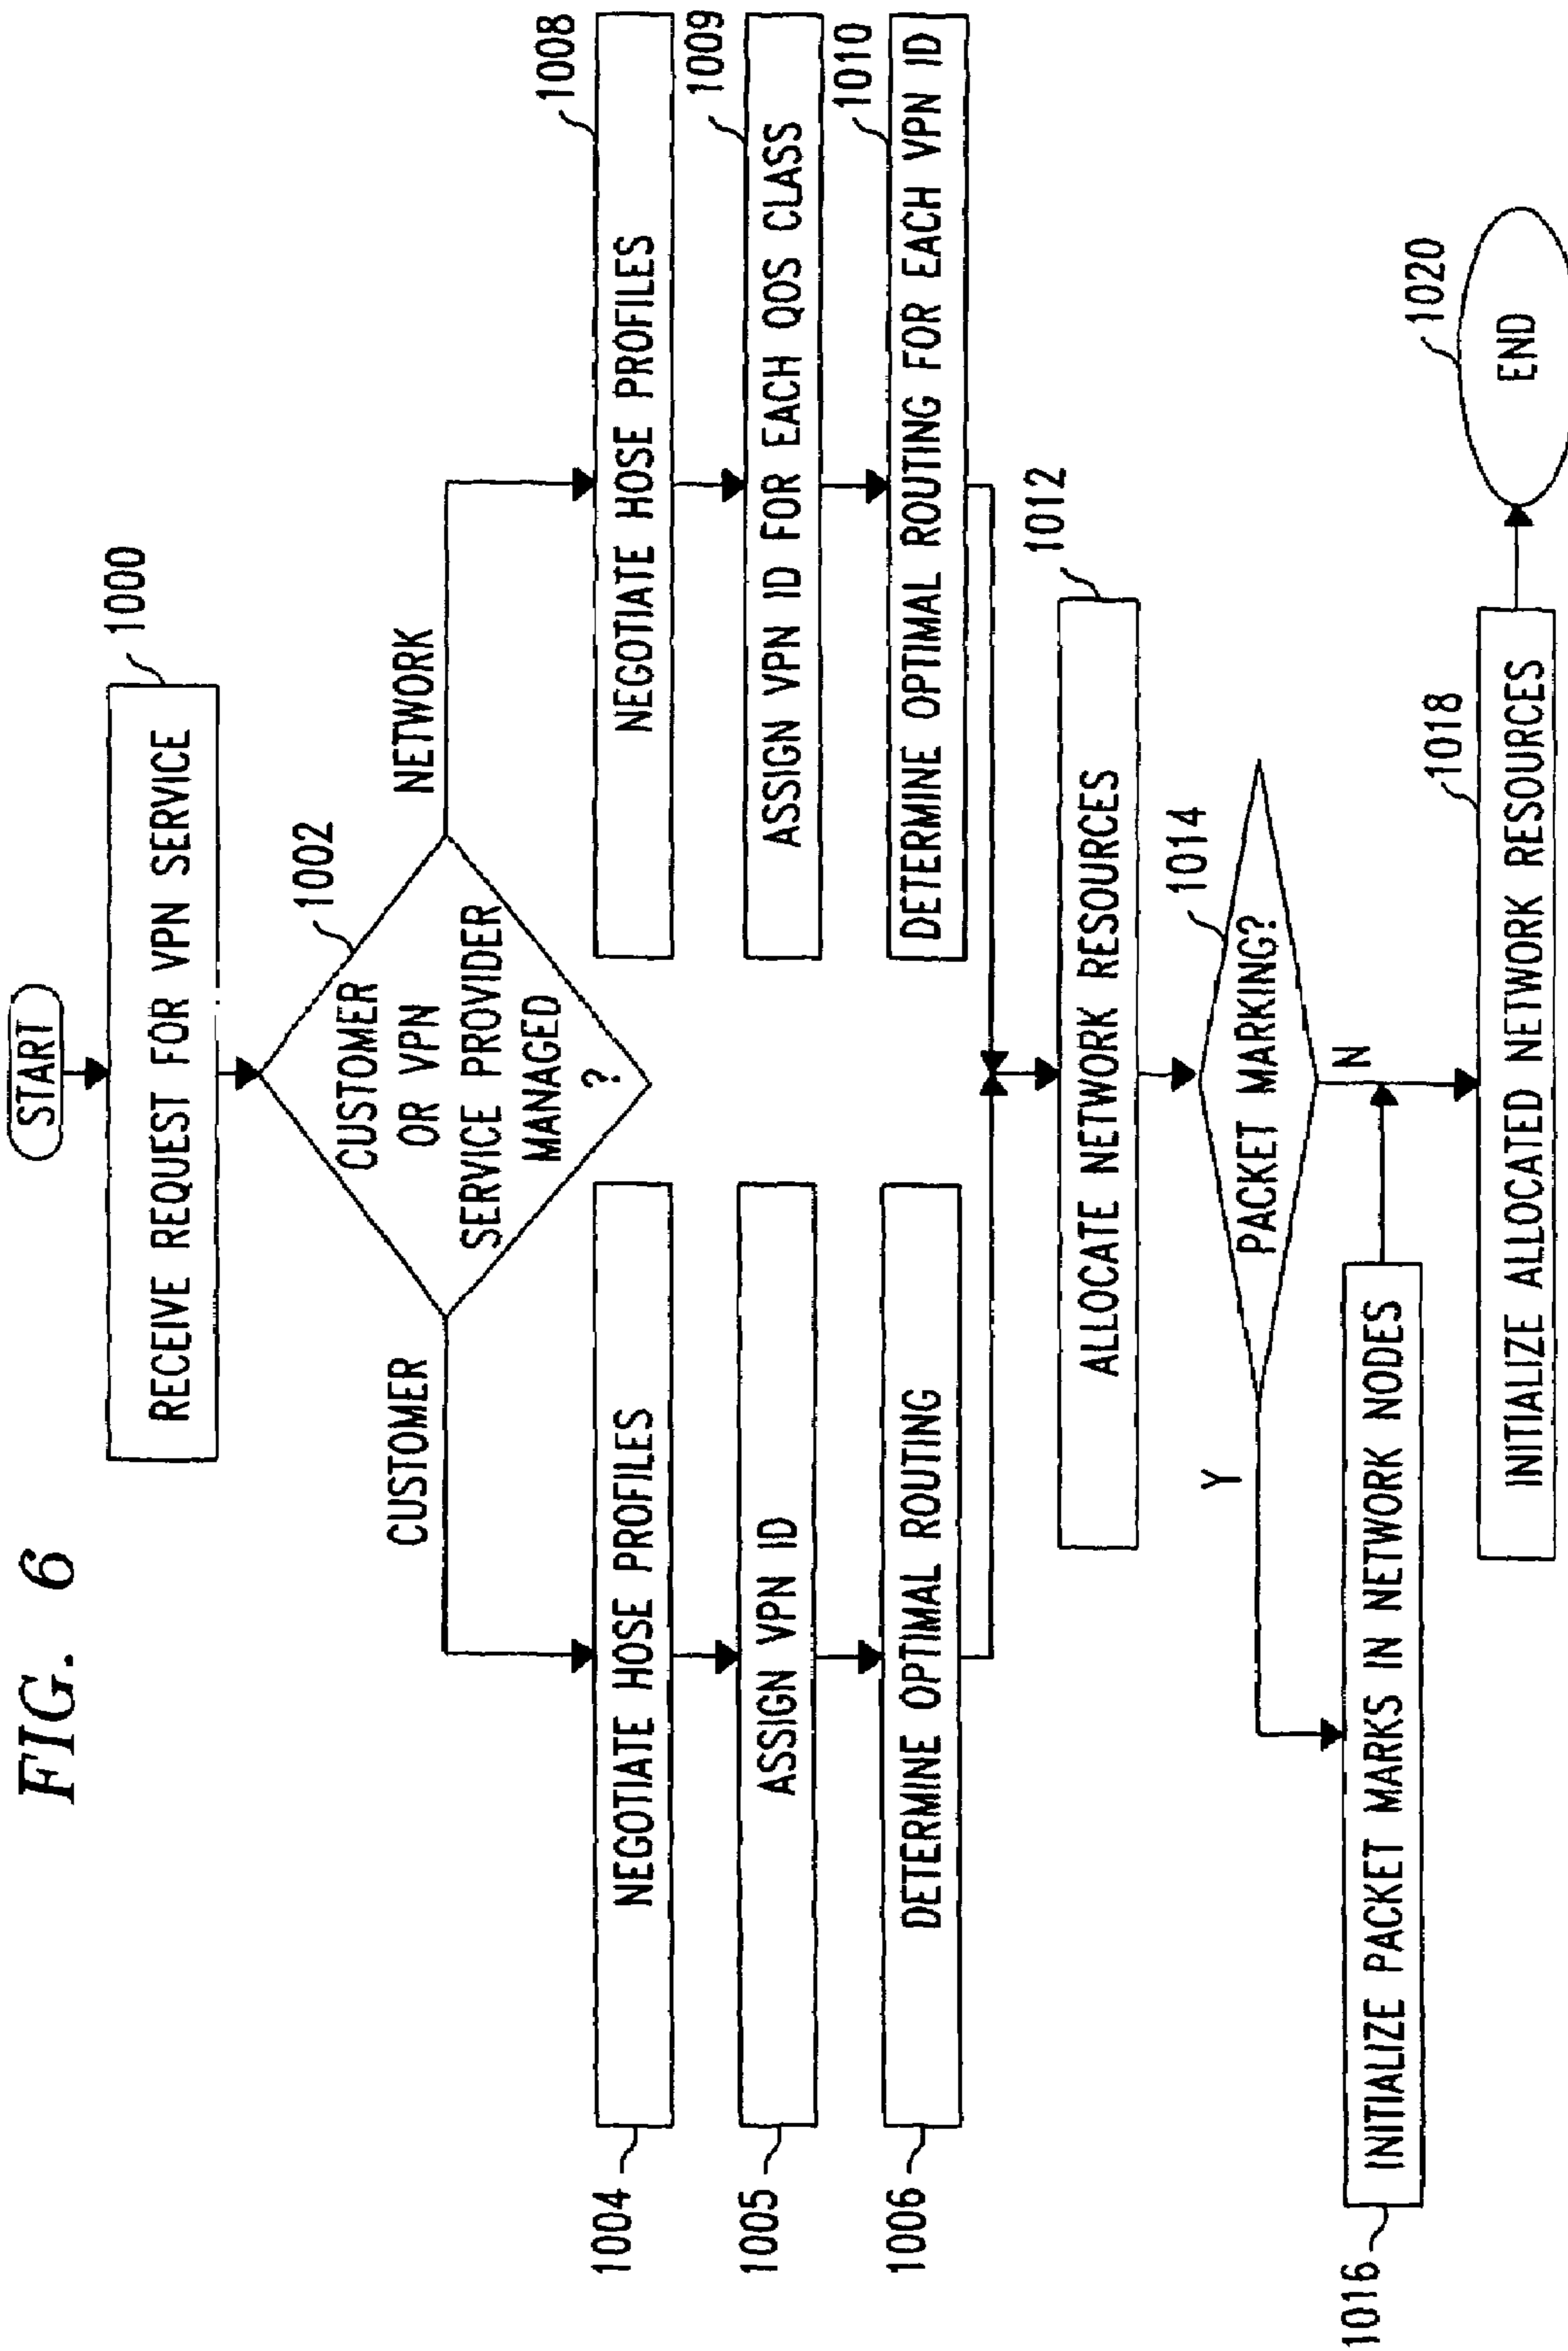 FIG. 6
START
RECEIVE REQUEST FOR VPN SERVICE
1000
CUSTOMER
OR VPN
SERVICE PROVIDER
MANAGED
?
1002
CUSTOMER
NETWORK
NEGOTIATE HOSE PROFILES
1004
ASSIGN VPN ID
1005
DETERMINE OPTIMAL ROUTING
1006
NEGOTIATE HOSE PROFILES
1008
ASSIGN VPN ID FOR EACH QOS CLASS
1009
DETERMINE OPTIMAL ROUTING FOR EACH VPN ID
1010
ALLOCATE NETWORK RESOURCES
1012
PACKET MARKING?
1014
Y
N
INITIALIZE PACKET MARKS IN NETWORK NODES
1016
INITIALIZE ALLOCATED NETWORK RESOURCES
1018
END
1020